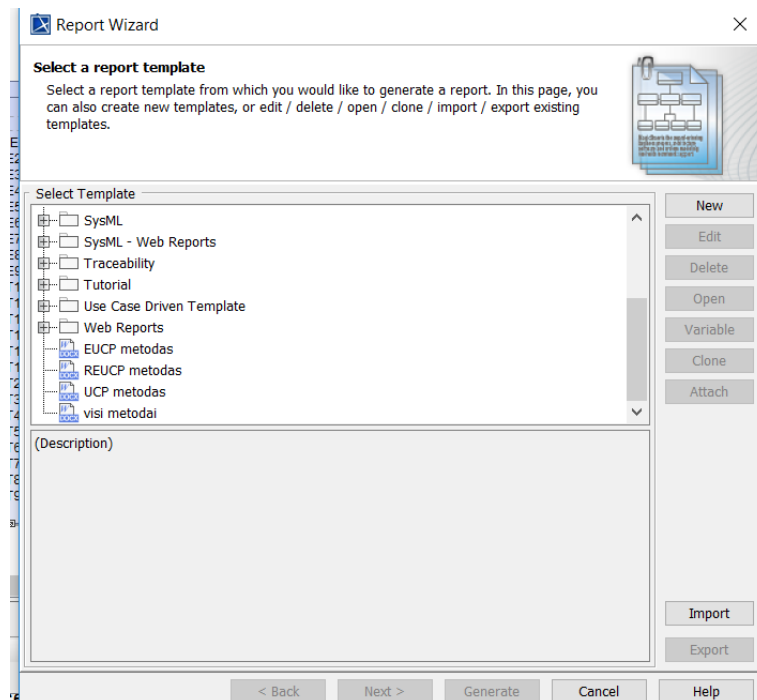 Report Wizard
Select a report template
Select a report template from which you would like to generate a report. In this page, you
can also create new templates, or edit / delete / open / clone / import / export existing
templates.
Select Template
SysML
SysML - Web Reports
Traceability
Tutorial
Use Case Driven Template
Web Reports
EUCP metodas
REUCP metodas
UCP metodas
visi metodai
(Description)
New
Edit
Delete
Open
Variable
Clone
Attach
Import
Export
< Back
Next >
Generate
Cancel
Help